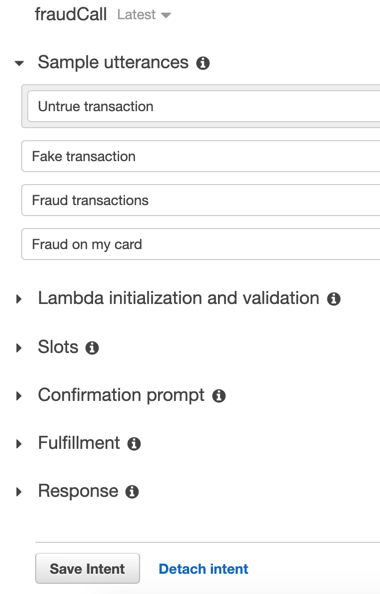 fraudCall Latest
Sample utterances
Untrue transaction
Fake transaction
Fraud transactions
Fraud on my card
Lambda initialization and validation
Slots
Confirmation prompt
Fulfillment
Response
Save Intent Detach intent